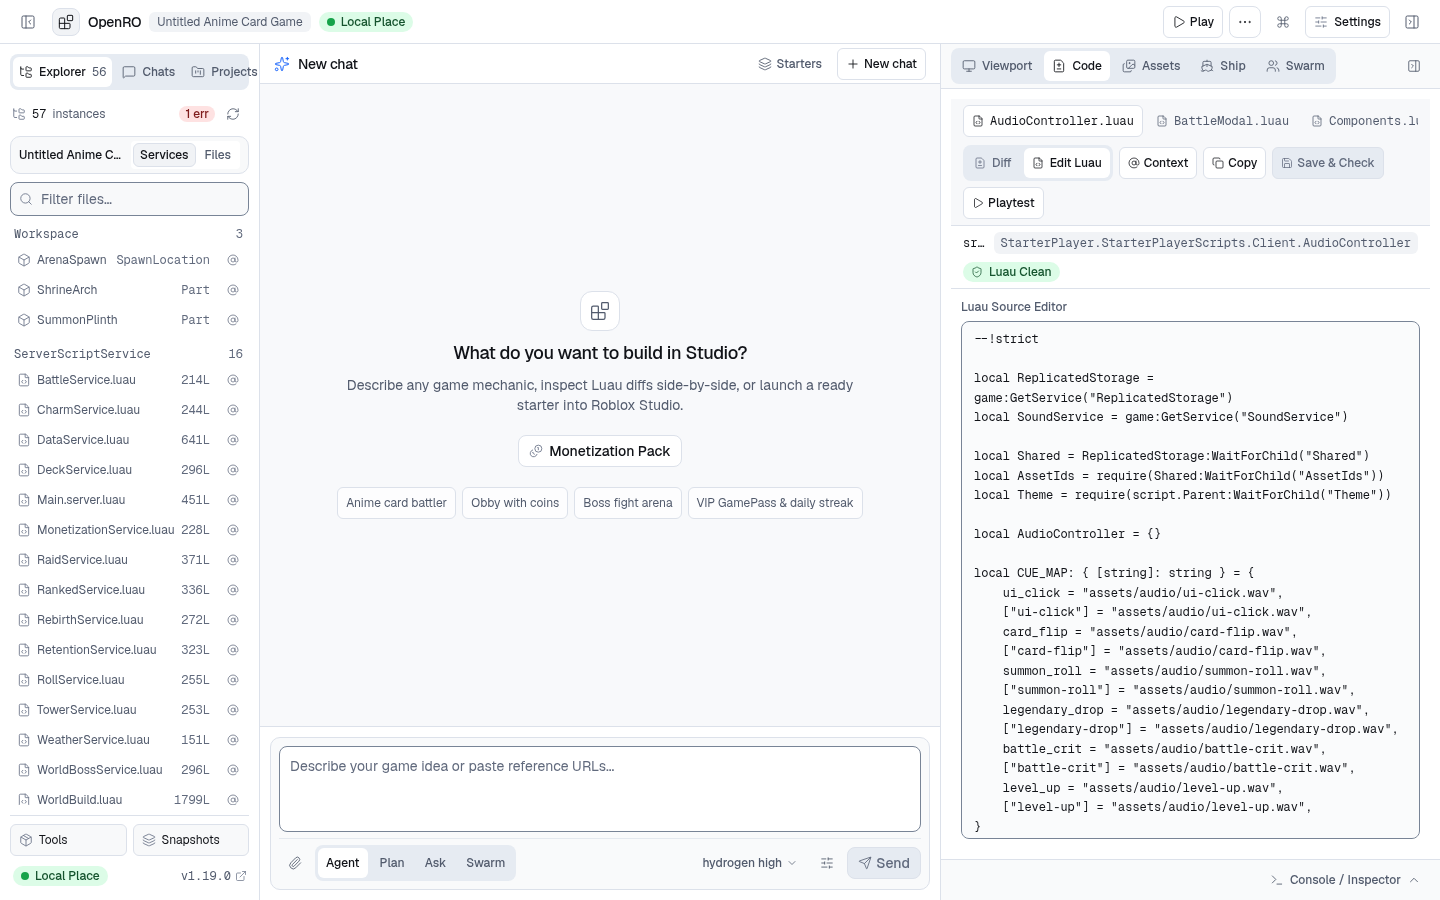 OpenRO
Untitled Anime Card Game
Local Place
Play
Settings
Explorer 56
Chats
Projects
57 instances
1 err
Untitled Anime C...
Services
Files
Filter files...
Workspace 3
ArenaSpawn SpawnLocation @
ShrineArch Part @
SummonPlinth Part @
ServerScriptService 16
BattleService.luau 214L @
CharmService.luau 244L @
DataService.luau 641L @
DeckService.luau 296L @
Main.server.luau 451L @
MonetizationService.luau 228L @
RaidService.luau 371L @
RankedService.luau 336L @
RebirthService.luau 272L @
RetentionService.luau 323L @
RollService.luau 255L @
TowerService.luau 253L @
WeatherService.luau 151L @
WorldBossService.luau 296L @
WorldBuild.luau 1799L @
Tools
Snapshots
Local Place
v1.19.0
New chat
Starters
New chat
What do you want to build in Studio?
Describe any game mechanic, inspect Luau diffs side-by-side, or launch a ready
starter into Roblox Studio.
Monetization Pack
Anime card battler
Obby with coins
Boss fight arena
VIP GamePass & daily streak
Describe your game idea or paste reference URLs...
Agent
Plan
Ask
Swarm
hydrogen high
Send
Viewport
Code
Assets
Ship
Swarm
AudioController.luau
BattleModal.luau
Components.lu
Diff
Edit Luau
Context
Copy
Save & Check
Playtest
sr...
StarterPlayer.StarterPlayerScripts.Client.AudioController
Luau Clean
Luau Source Editor
--!strict
local ReplicatedStorage =
game:GetService("ReplicatedStorage")
local SoundService = game:GetService("SoundService")
local Shared = ReplicatedStorage:WaitForChild("Shared")
local AssetIds = require(Shared:WaitForChild("AssetIds"))
local Theme = require(script.Parent:WaitForChild("Theme"))
local AudioController = {}
local CUE_MAP: { [string]: string } = {
ui_click = "assets/audio/ui-click.wav",
["ui-click"] = "assets/audio/ui-click.wav",
card_flip = "assets/audio/card-flip.wav",
["card-flip"] = "assets/audio/card-flip.wav",
summon_roll = "assets/audio/summon-roll.wav",
["summon-roll"] = "assets/audio/summon-roll.wav",
legendary_drop = "assets/audio/legendary-drop.wav",
["legendary-drop"] = "assets/audio/legendary-drop.wav",
battle_crit = "assets/audio/battle-crit.wav",
["battle-crit"] = "assets/audio/battle-crit.wav",
level_up = "assets/audio/level-up.wav",
["level-up"] = "assets/audio/level-up.wav",
}
Console / Inspector